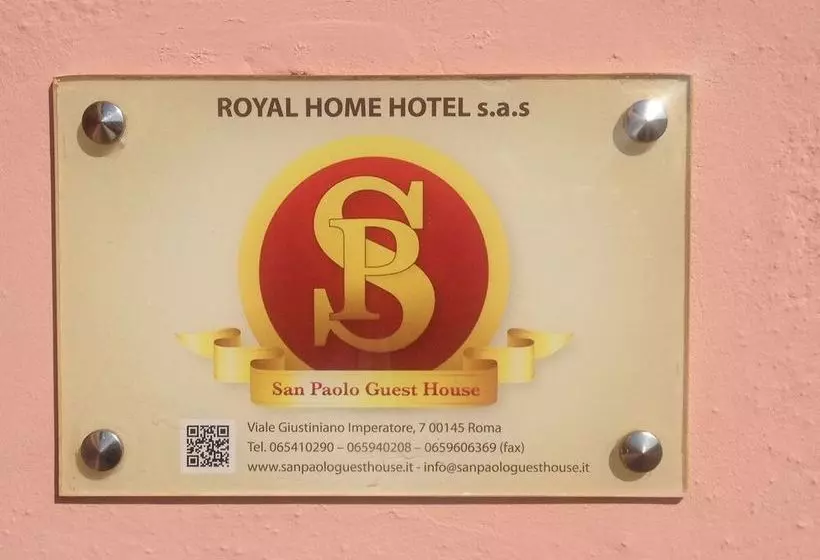 ROYAL HOME HOTEL s.a.s
SP
San Paolo Guest House
Viale Giustiniano Imperatore, 7 00145 Roma
Tel. 065410290 – 065940208 – 0659606369 (fax)
www.sanpaologuesthouse.it - info@sanpaologuesthouse.it